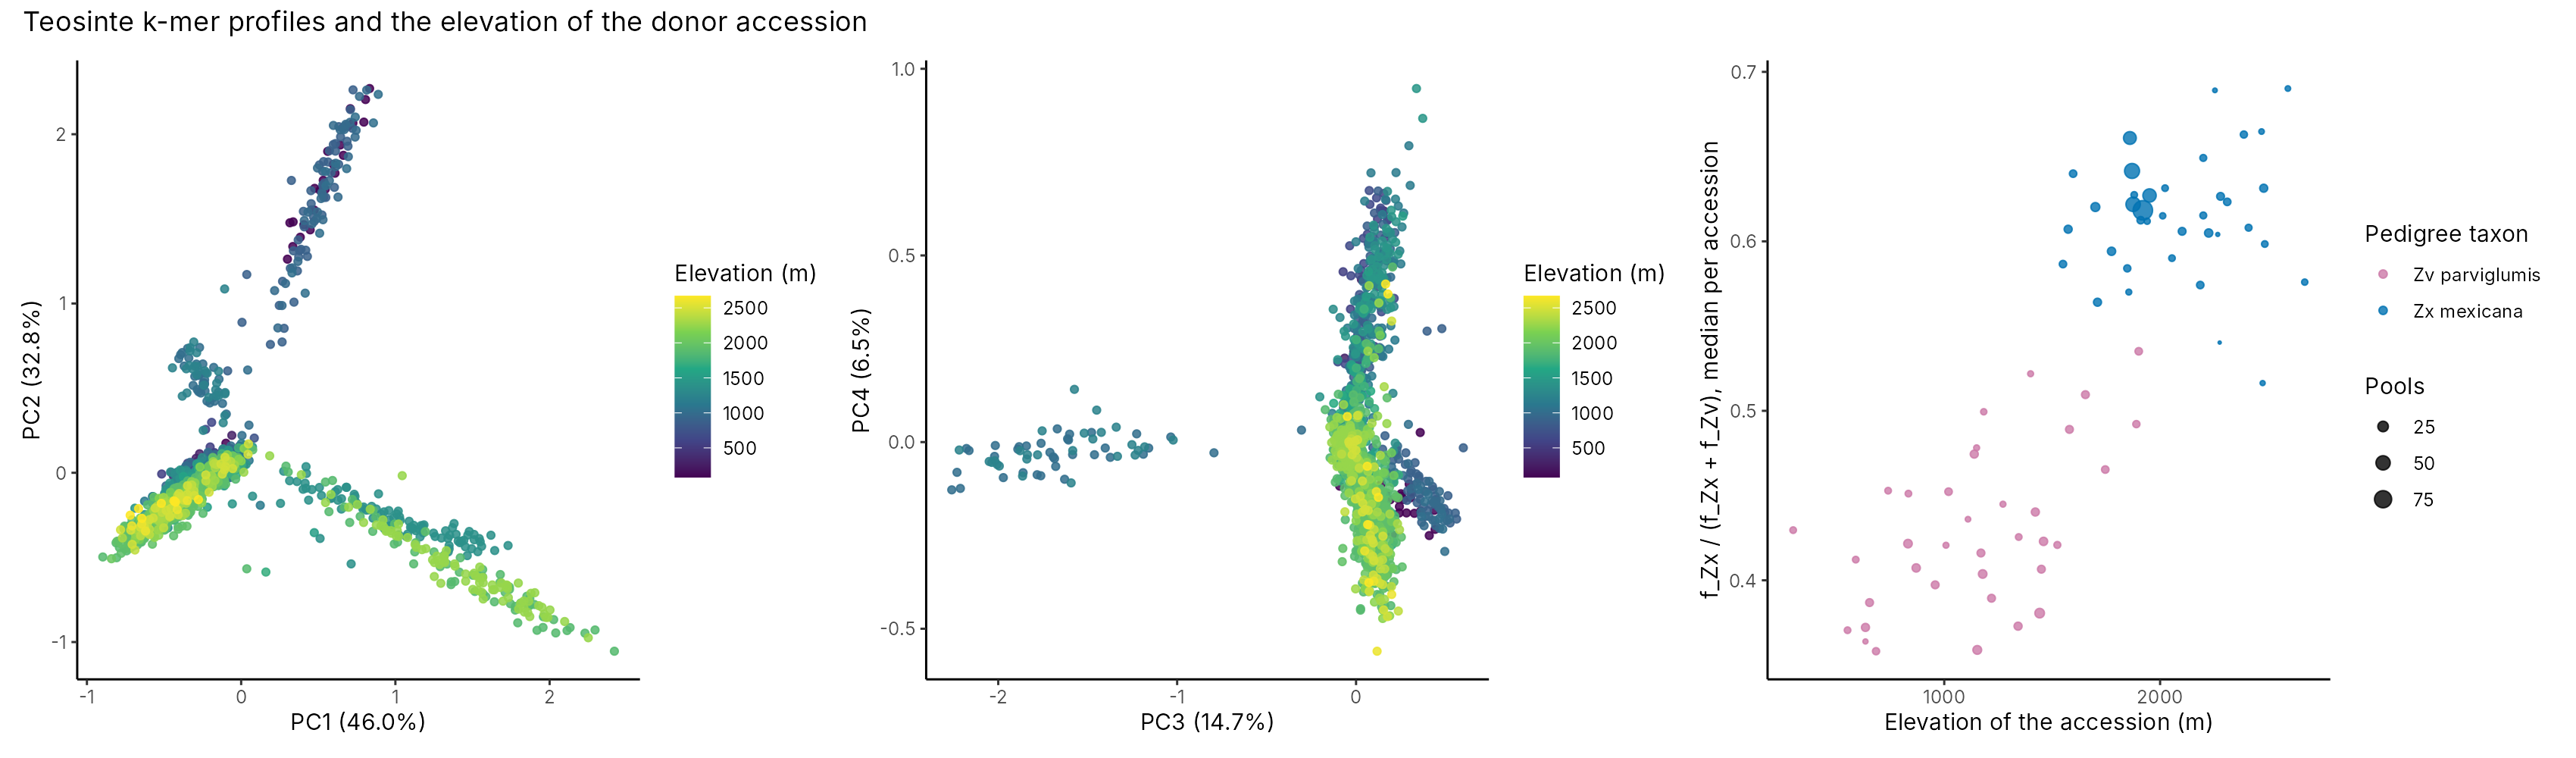 Teosinte k-mer profiles and the elevation of the donor accession
2
1
0
-1
-1
0
1
2
PC2 (32.8%)
PC1 (46.0%)
Elevation (m)
2500
2000
1500
1000
500
1.0
0.5
0.0
-0.5
-2
-1
0
PC4 (6.5%)
PC3 (14.7%)
Elevation (m)
2500
2000
1500
1000
500
0.7
0.6
0.5
0.4
1000
2000
f_Zx / (f_Zx + f_Zv), median per accession
Elevation of the accession (m)
Pedigree taxon
Zv parviglumis
Zx mexicana
Pools
25
50
75